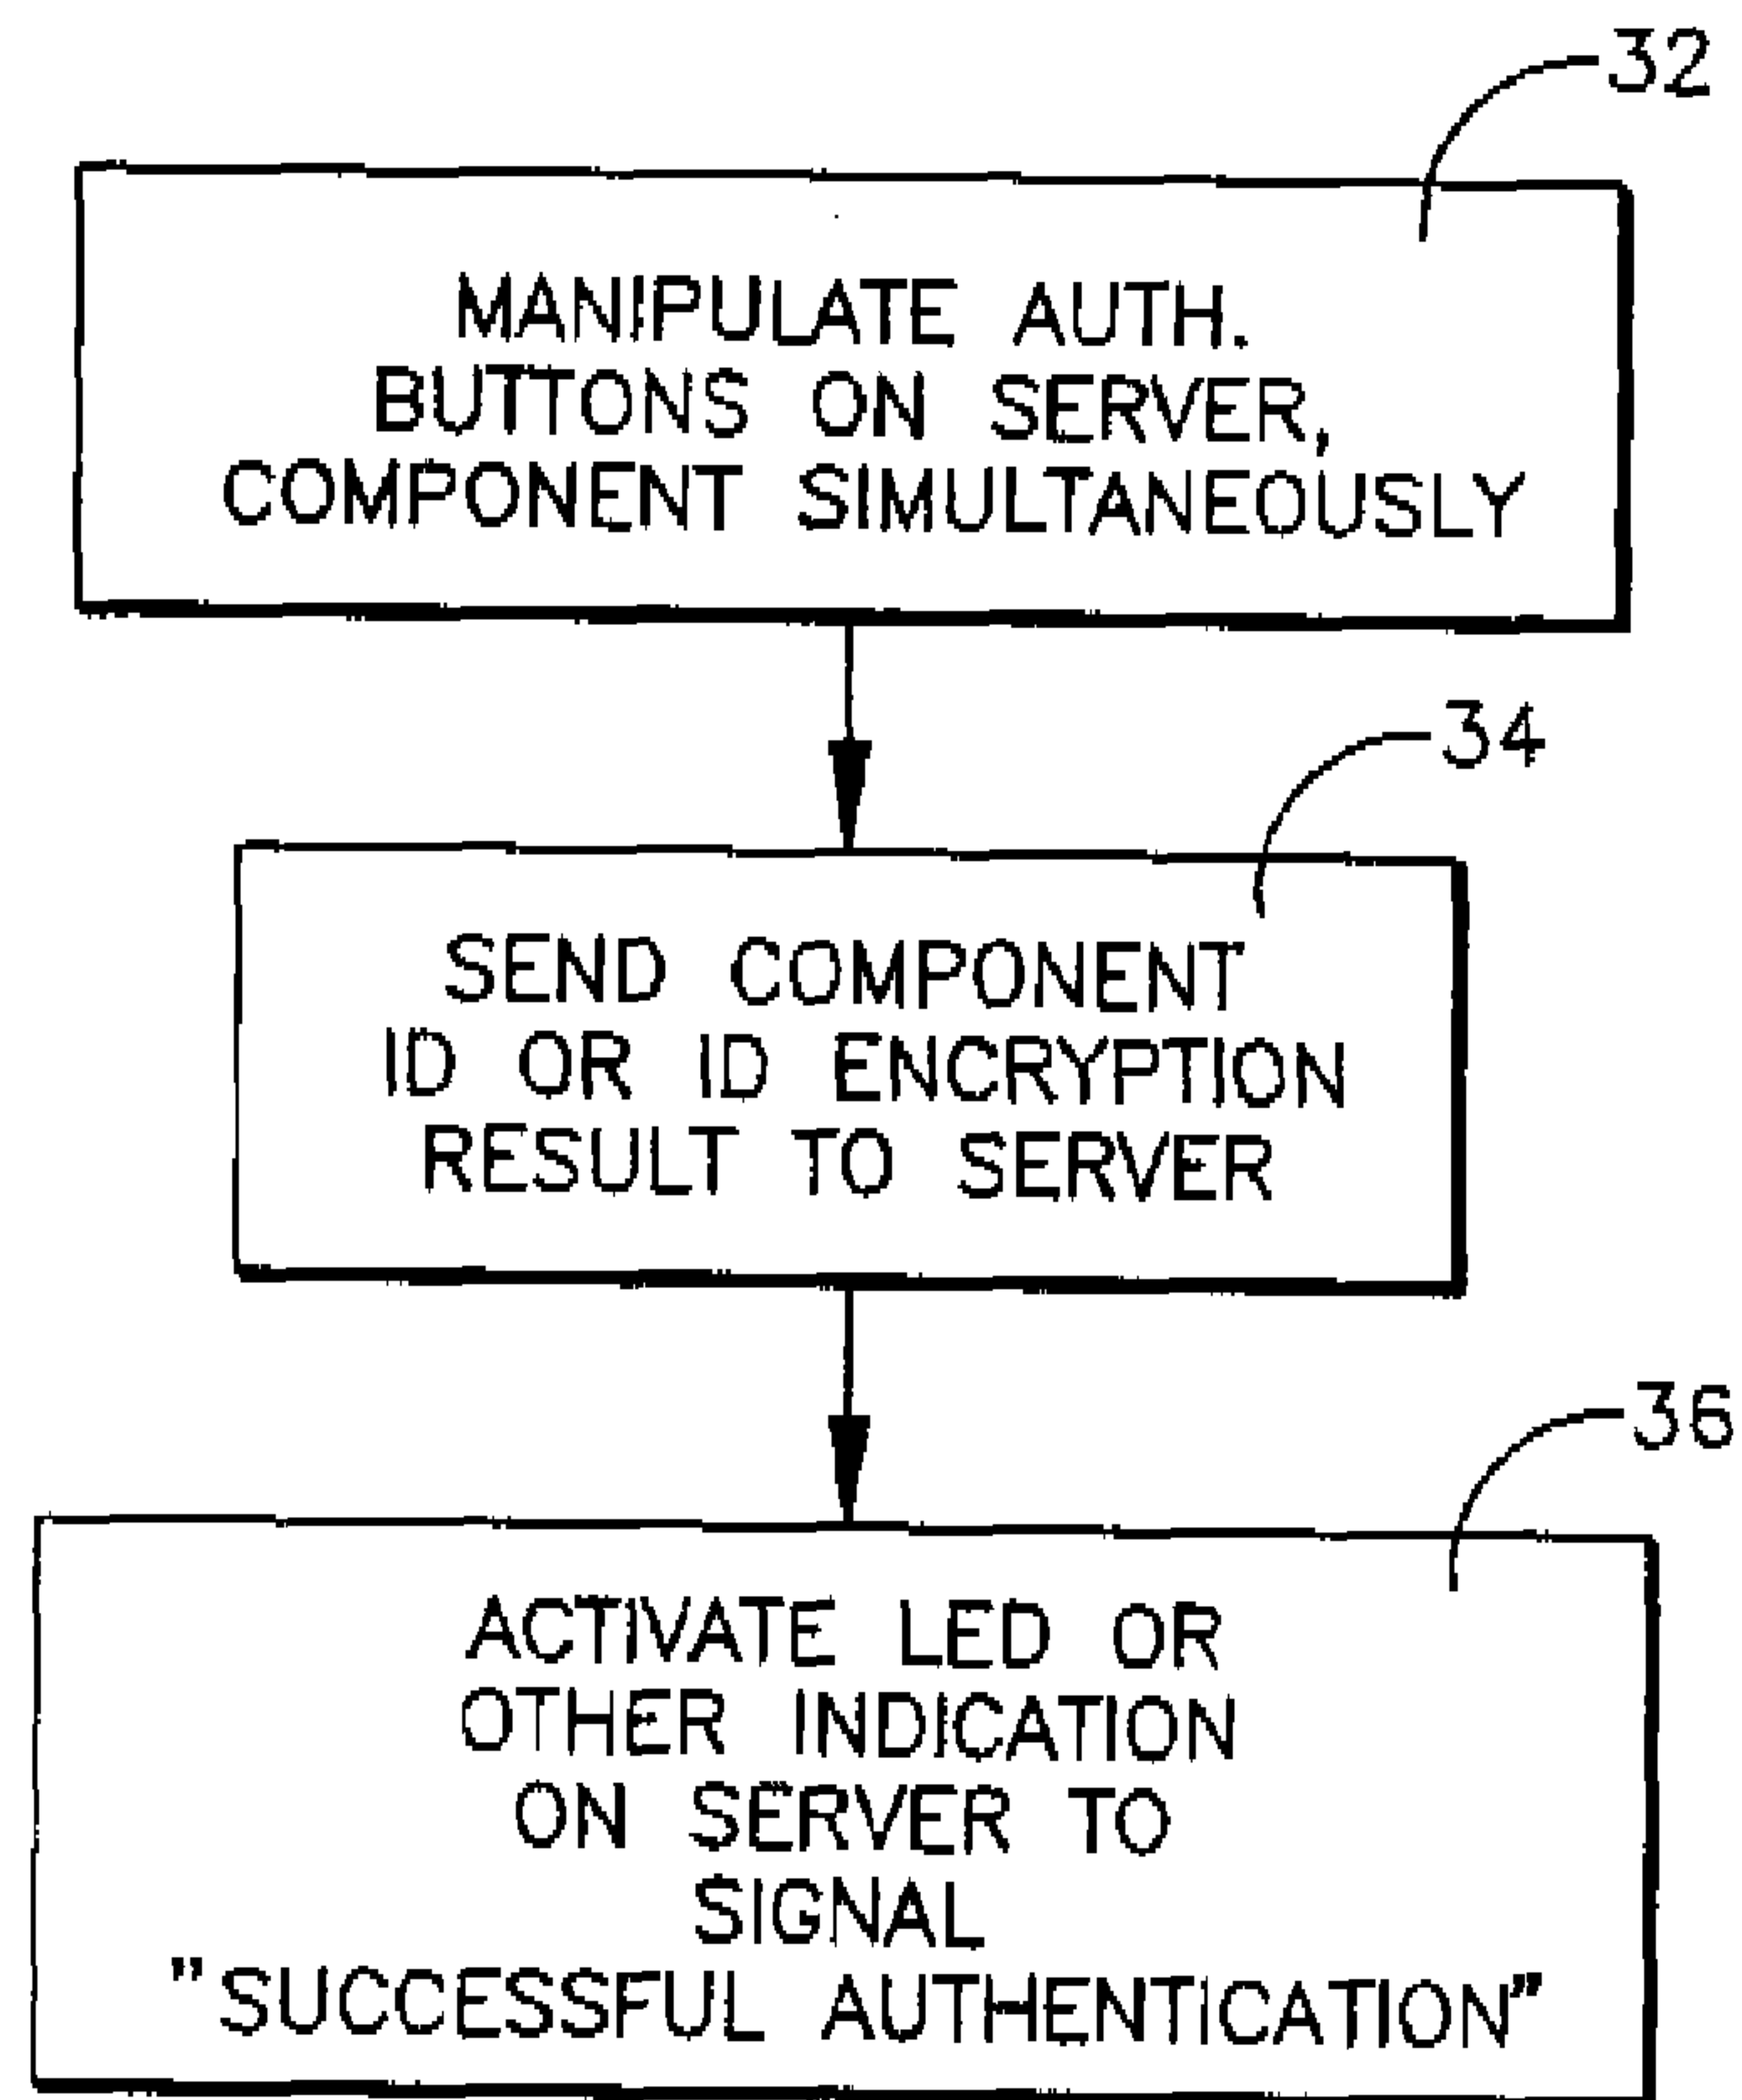 32
MANIPULATE AUTH.
BUTTONS ON SERVER,
COMPONENT SIMULTANEOUSLY
34
SEND COMPONENT
ID OR ID ENCRYPTION
RESULT TO SERVER
36
ACTIVATE LED OR
OTHER INDICATION
ON SERVER TO
SIGNAL
"SUCCESSFUL AUTHENTICATION"